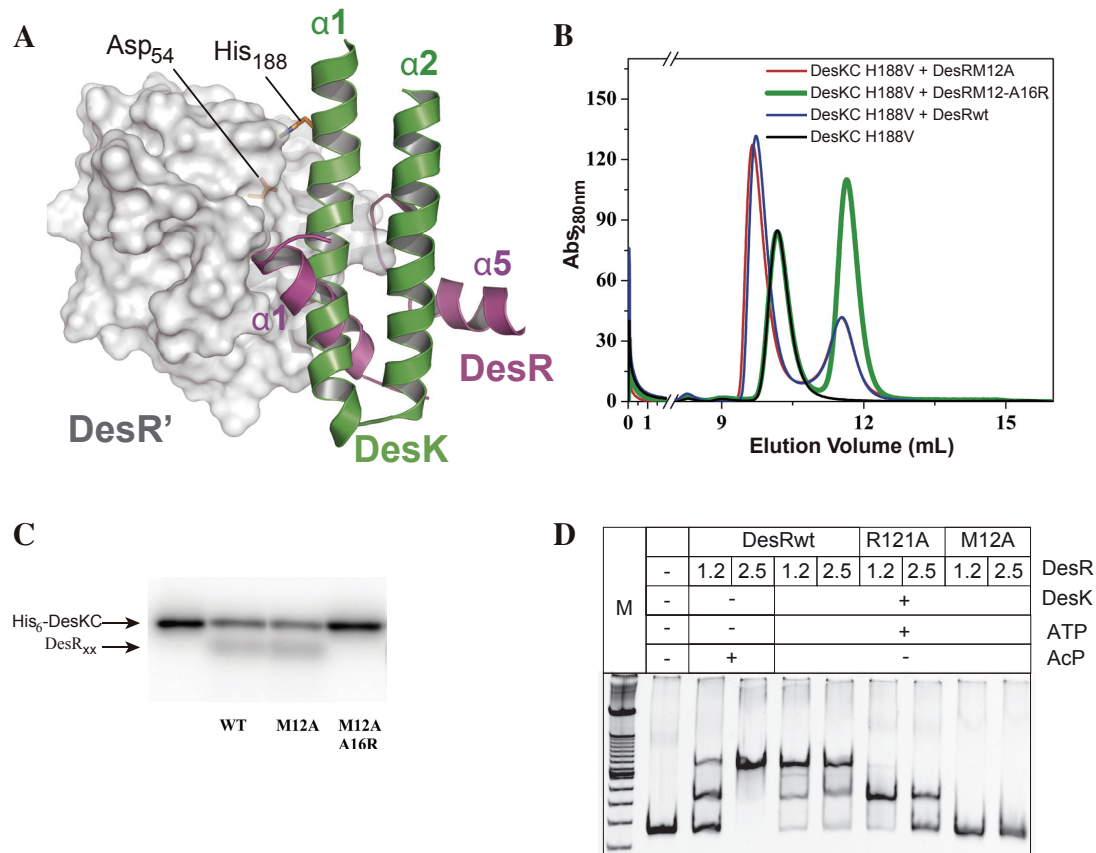 A
α1
Asp54
His188
α2
α1
α5
DesR
DesR'
DesK
B
DesKC H188V + DesRM12A
DesKC H188V + DesRM12-A16R
DesKC H188V + DesRwt
DesKC H188V
Abs280nm
150
120
90
60
30
0
0 1 9 12 15
Elution Volume (mL)
C
His6-DesKC
DesRxx
WT M12A M12A
A16R
D
M DesRwt R121A M12A
- 1.2 2.5 1.2 2.5 1.2 2.5 1.2 2.5 DesR
- - + DesK
- - + ATP
- + - AcP